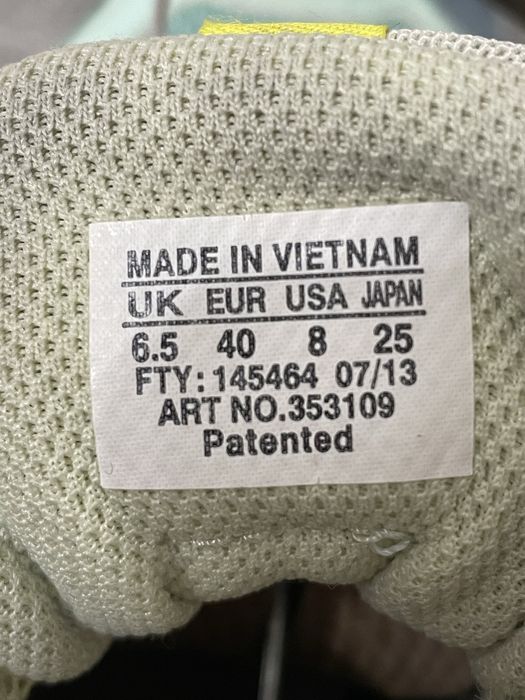 MADE IN VIETNAM
UK EUR USA JAPAN
6.5 40 8 25
FTY: 145464 07/13
ART NO.353109
Patented